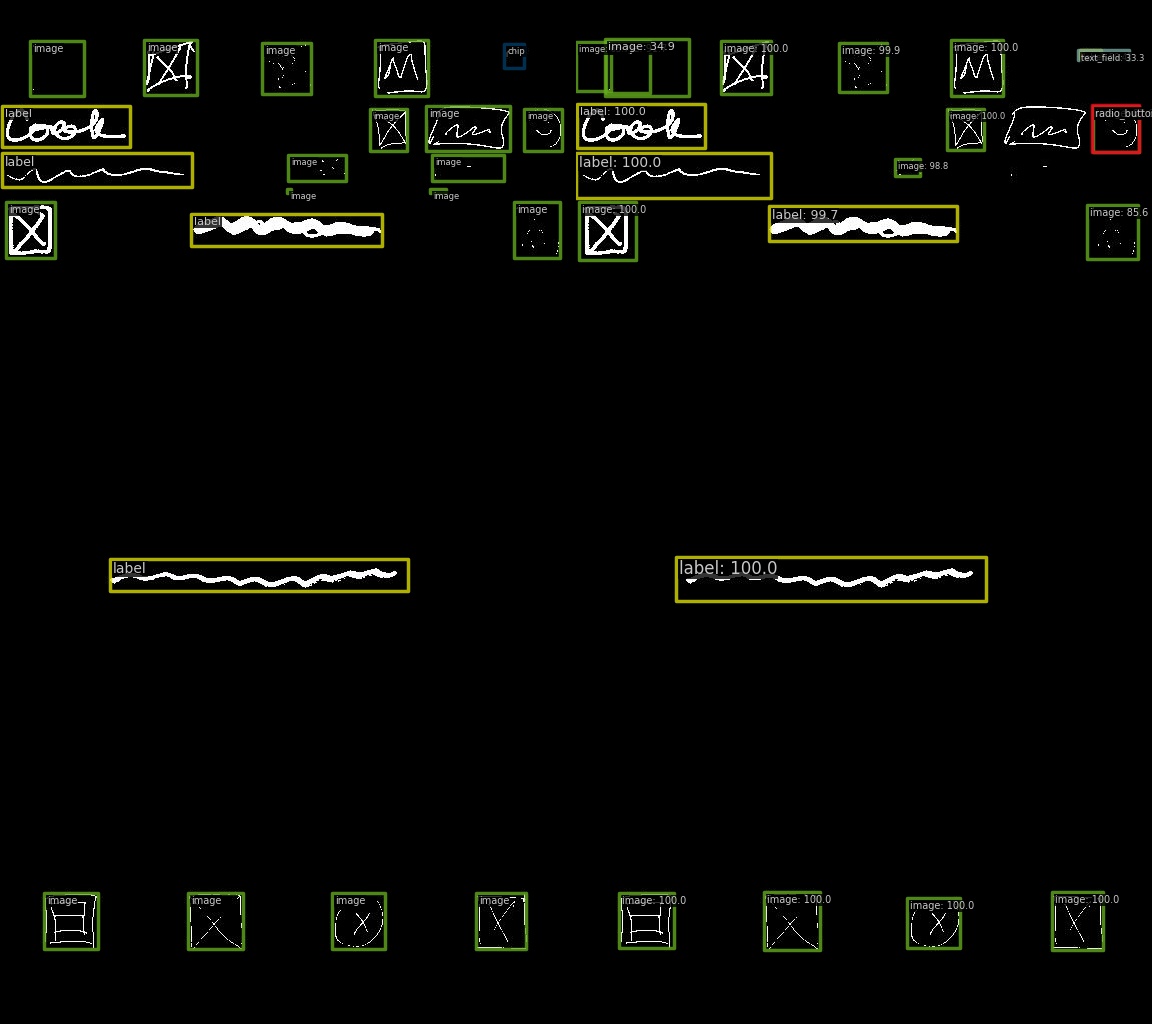 image image image image chip image image: 34.9 image: 100.0 image: 99.9 image: 100.0 text_field: 33.3
label image image image label: 100.0 image: 100.0 radio_butto
label image image label: 100.0 image: 98.8
image image
image label image image: 100.0 label: 99.7 image: 85.6
label label: 100.0
image image image image image: 100.0 image: 100.0 image: 100.0 image: 100.0